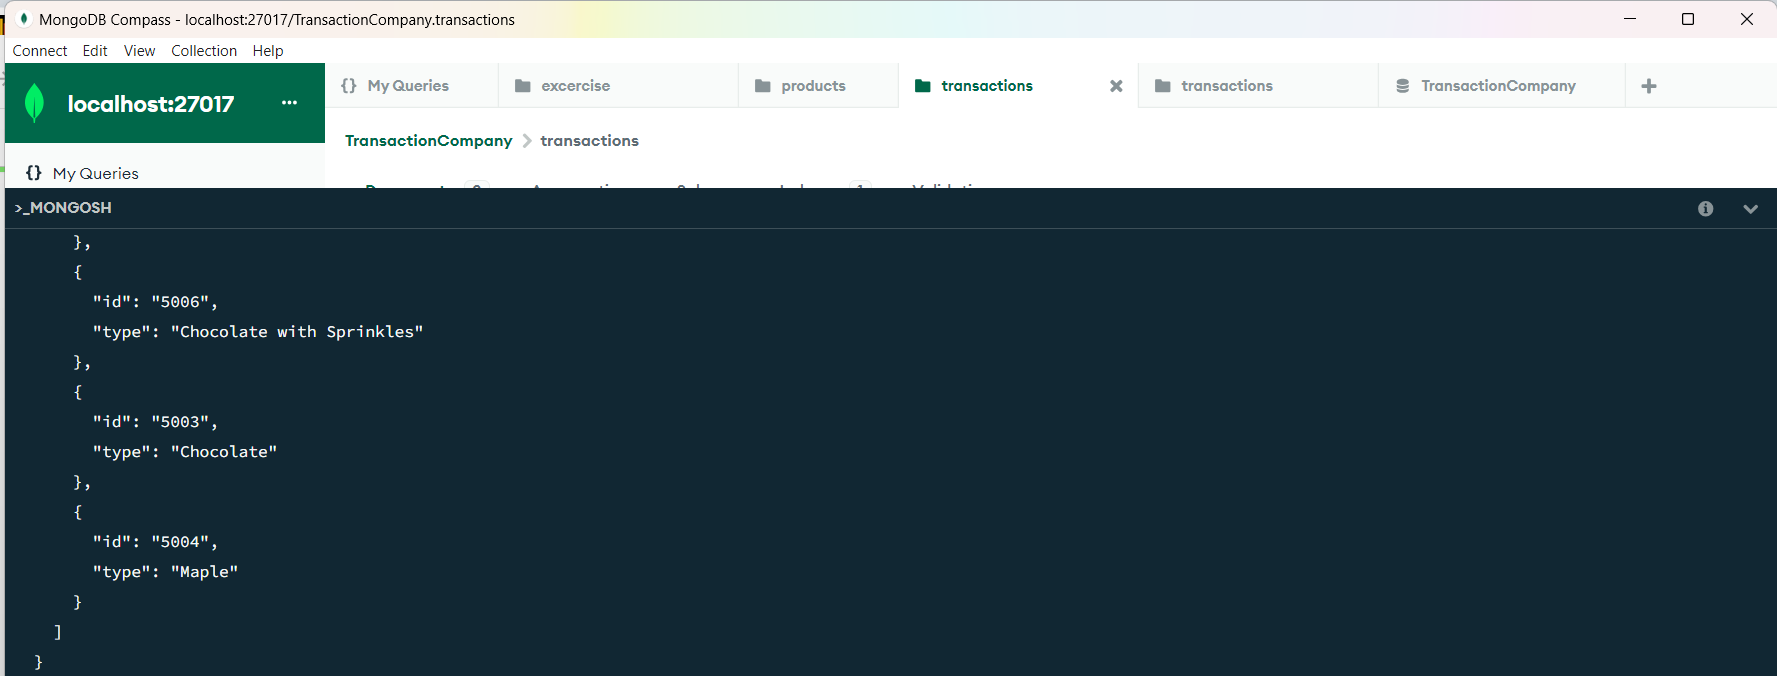 MongoDB Compass - localhost:27017/TransactionCompany.transactions
Connect Edit View Collection Help
localhost:27017 ...
{} My Queries excercise products transactions transactions TransactionCompany
TransactionCompany > transactions
{} My Queries
>_MONGOSH
},
{
"id": "5006",
"type": "Chocolate with Sprinkles"
},
{
"id": "5003",
"type": "Chocolate"
},
{
"id": "5004",
"type": "Maple"
}
]
}